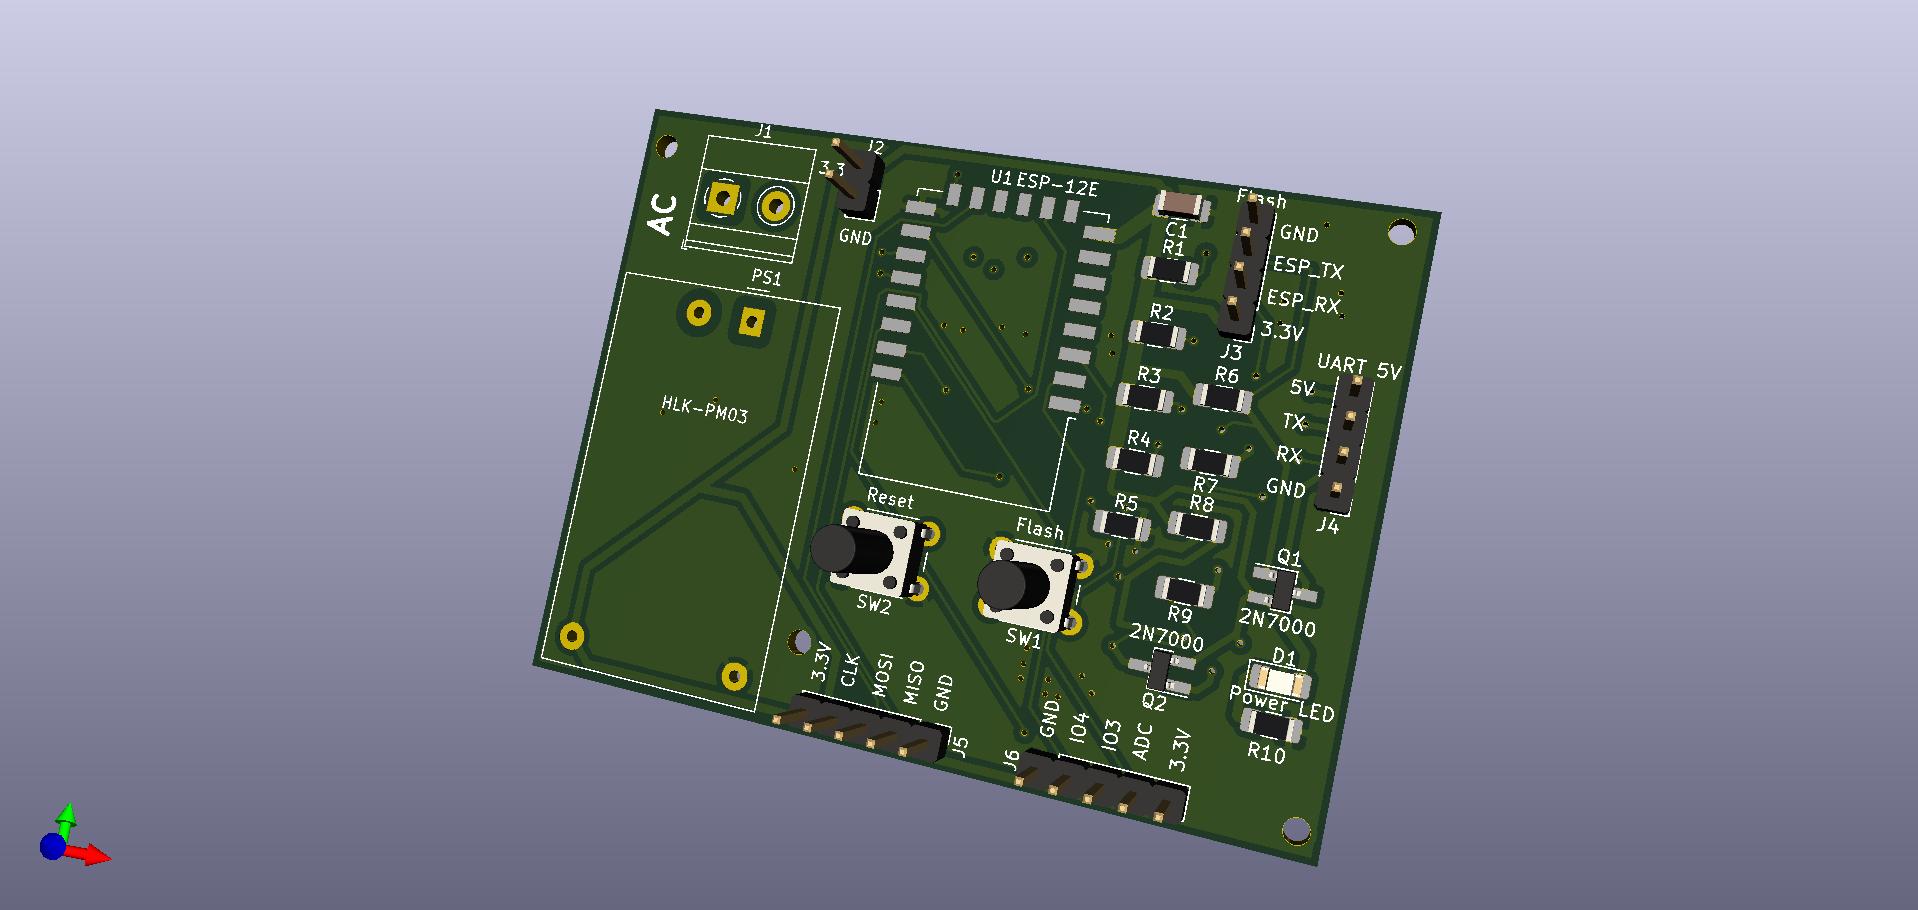 J1
J2
3.3
AC
GND
PS1
HLK-PM03
U1 ESP-12E
C1
R1
R2
R3
R6
R4
R7
R5
R8
R9
Flash
GND
ESP_TX
ESP_RX
3.3V
J3
UART 5V
5V
TX
RX
GND
J4
Reset
SW2
Flash
SW1
Q1
2N7000
2N7000
Q2
D1
Power LED
R10
3.3V
CLK
MOSI
MISO
GND
J5
J6
GND
IO4
IO3
ADC
3.3V